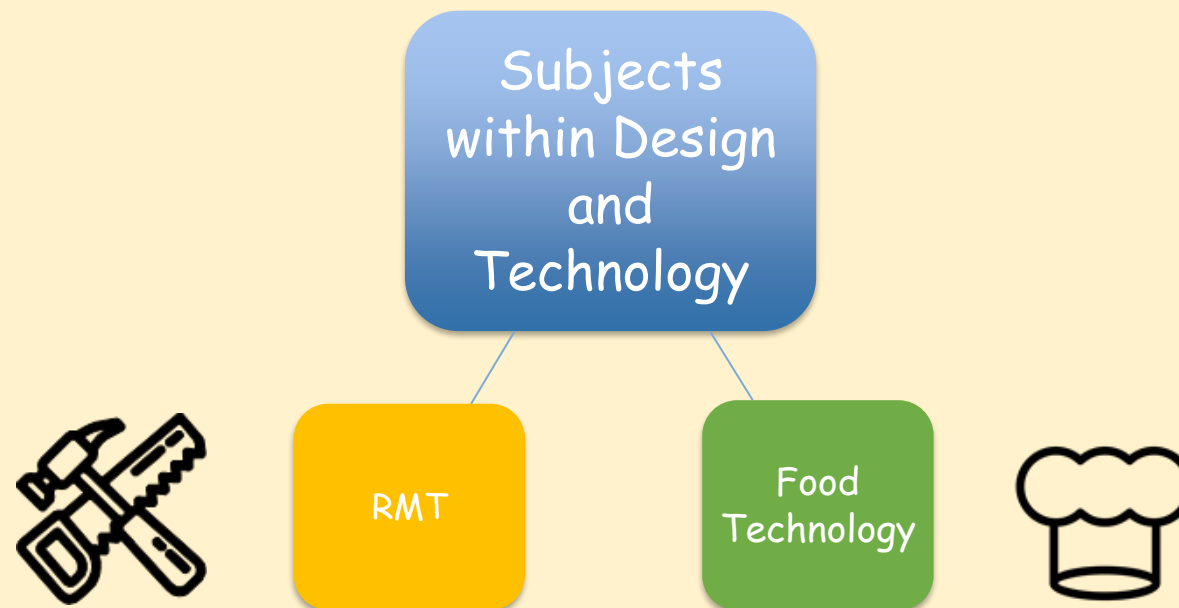 Subjects
within Design
and
Technology
RMT
Food
Technology